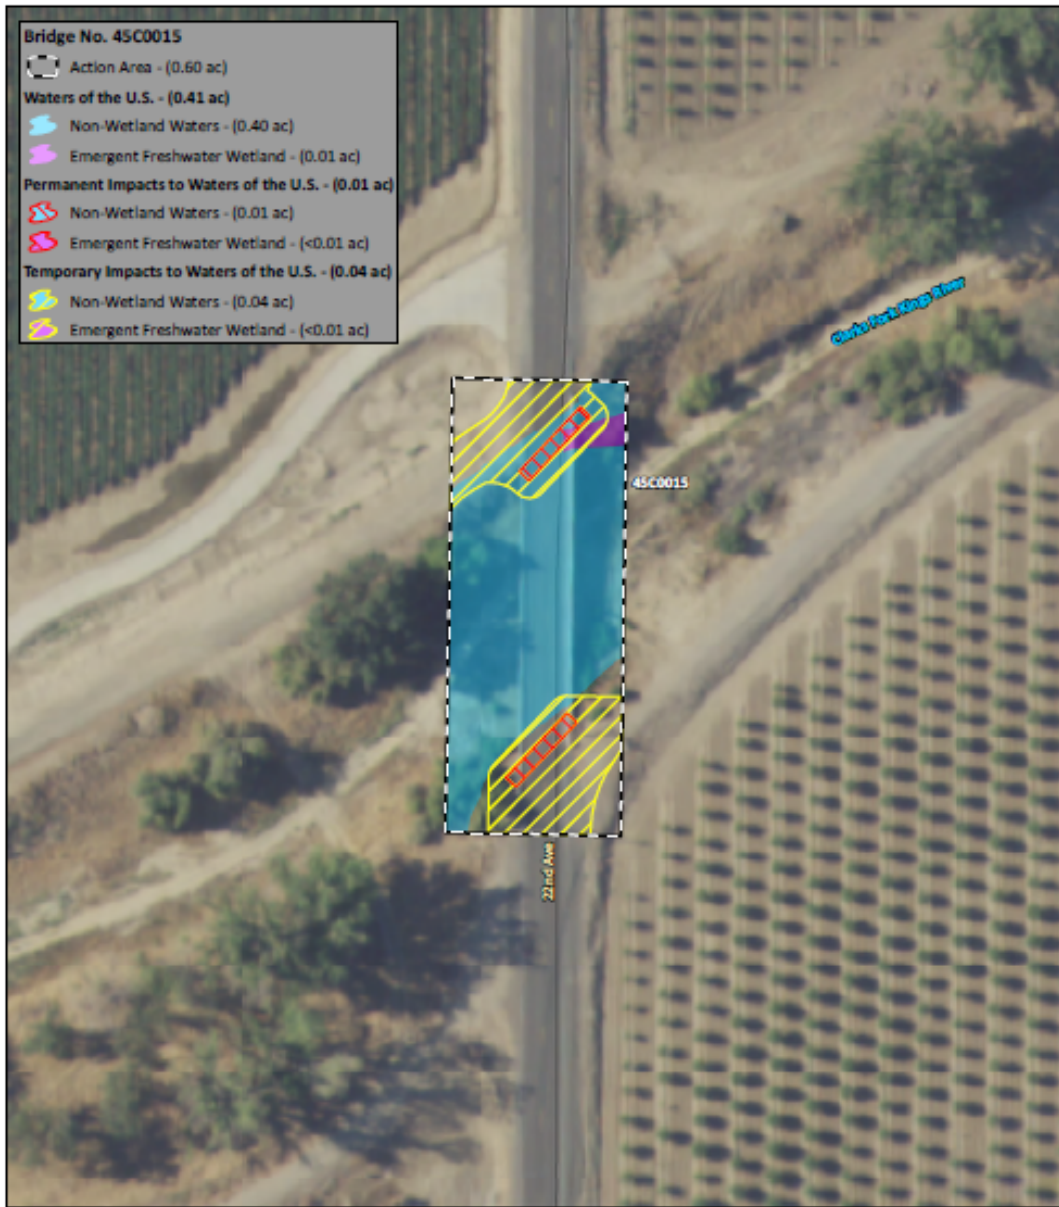 Bridge No. 45C0015
Action Area - (0.60 ac)
Waters of the U.S. - (0.41 ac)
Non-Wetland Waters - (0.40 ac)
Emergent Freshwater Wetland - (0.01 ac)
Permanent Impacts to Waters of the U.S. - (0.01 ac)
Non-Wetland Waters - (0.01 ac)
Emergent Freshwater Wetland - (<0.01 ac)
Temporary Impacts to Waters of the U.S. - (0.04 ac)
Non-Wetland Waters - (0.04 ac)
Emergent Freshwater Wetland - (<0.01 ac)
Clarks Fork Kings River
45C0015
22nd Ave